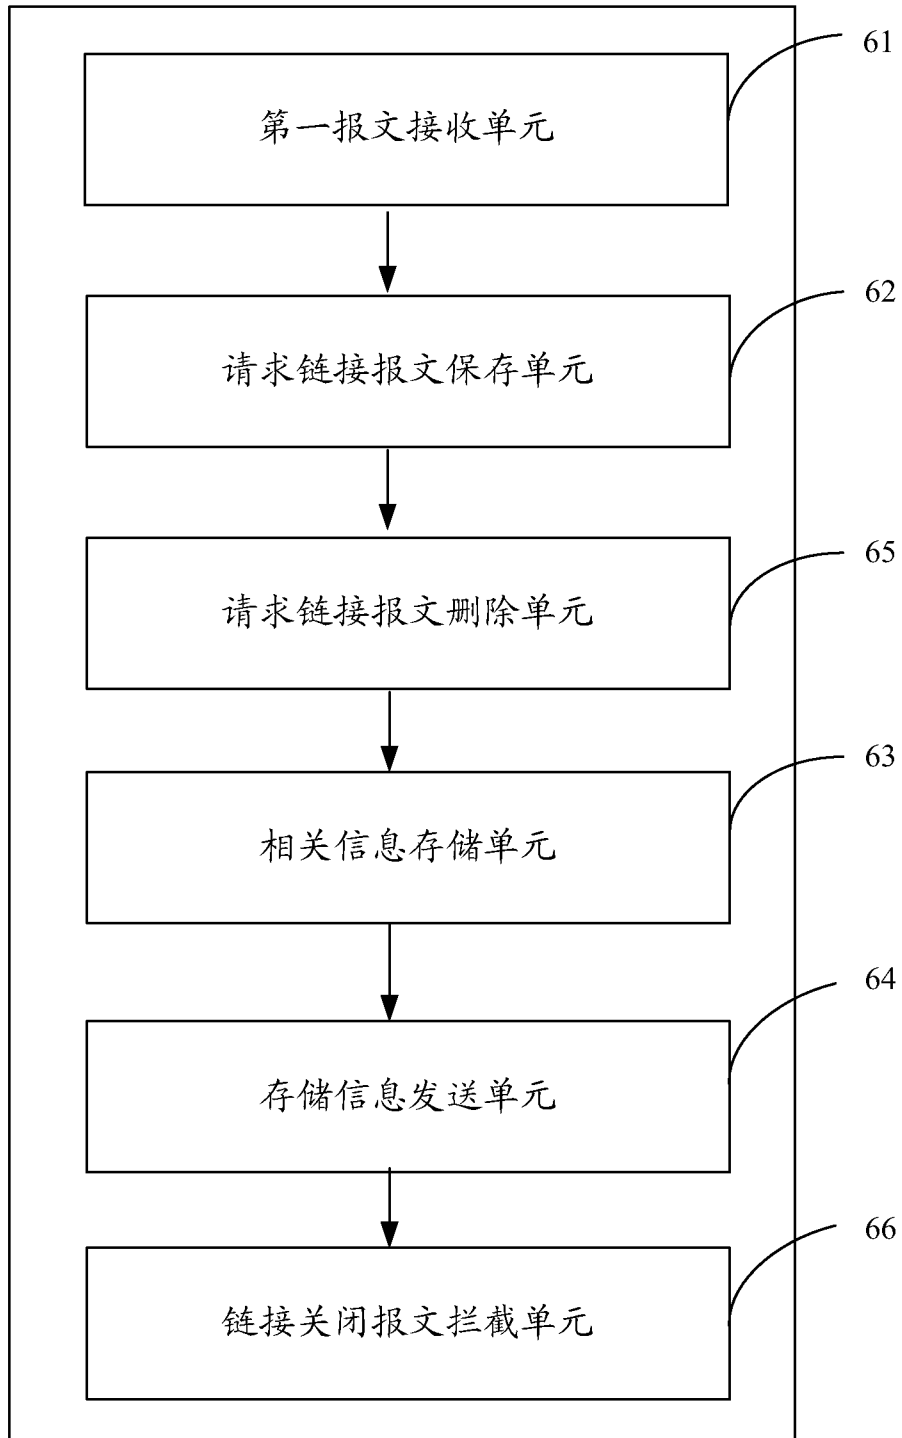 61
第一报文接收单元
62
请求链接报文保存单元
65
请求链接报文删除单元
63
相关信息存储单元
64
存储信息发送单元
66
链接关闭报文拦截单元